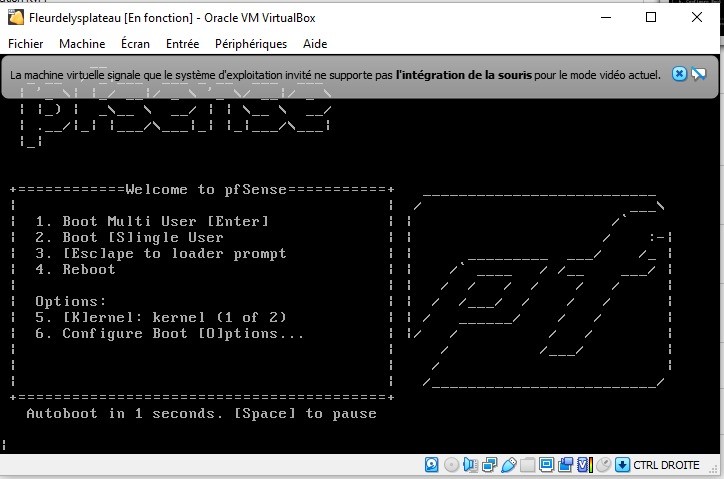 Fleurdelysplateau [En fonction] - Oracle VM VirtualBox
Fichier Machine Écran Entrée Périphériques Aide
La machine virtuelle signale que le système d'exploitation invité ne supporte pas l'intégration de la souris pour le mode vidéo actuel.
Welcome to pfSense
1. Boot Multi User [Enter]
2. Boot [S]ingle User
3. [Esc]ape to loader prompt
4. Reboot
Options:
5. [K]ernel: kernel (1 of 2)
6. Configure Boot [O]ptions...
pf
Autoboot in 1 seconds. [Space] to pause
CTRL DROITE